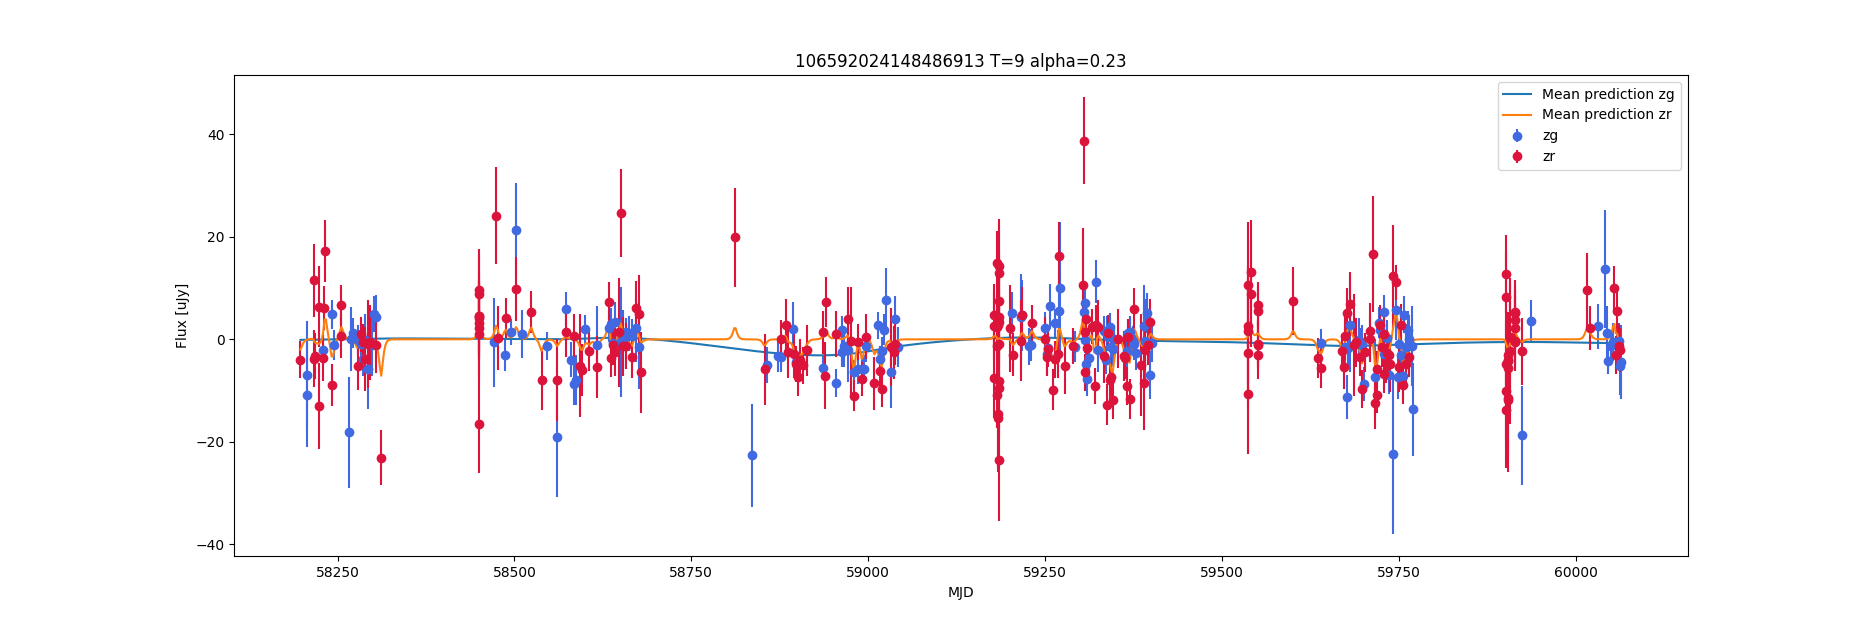 106592024148486913 T=9 alpha=0.23
Mean prediction zg
Mean prediction zr
zg
zr
Flux [uJy]
40
20
0
−20
−40
58250 58500 58750 59000 59250 59500 59750 60000
MJD